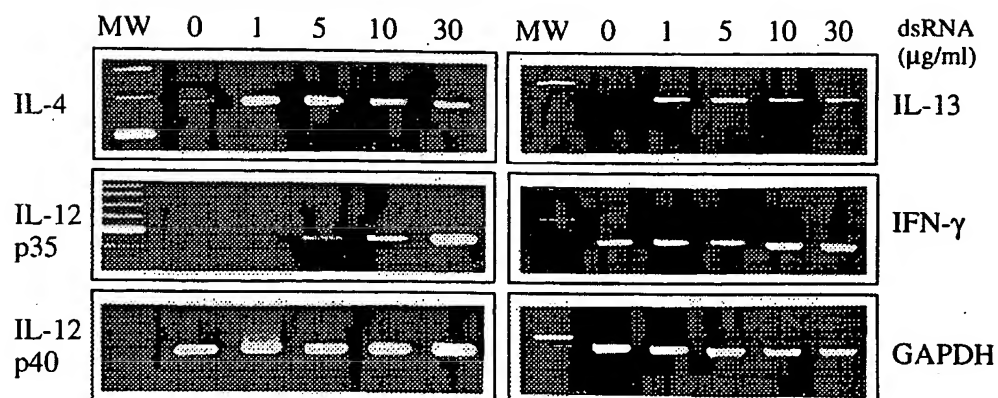 MW 0 1 5 10 30 MW 0 1 5 10 30 dsRNA
(µg/ml)
IL-4
IL-13
IL-12
p35
IFN-γ
IL-12
p40
GAPDH